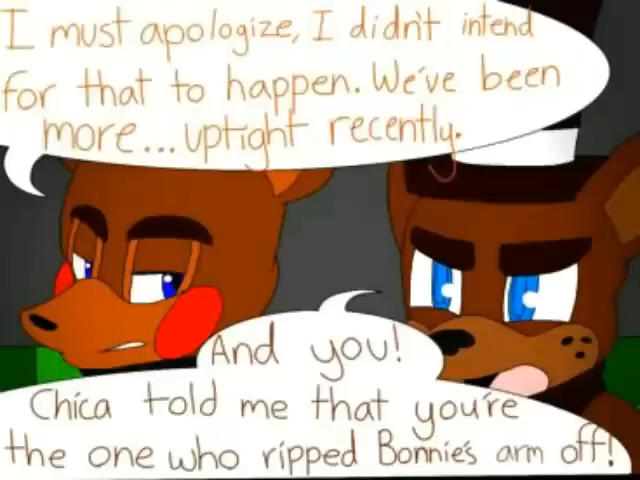 I must apologize, I didn't intend
for that to happen. We've been
more...uptight recently.
And you!
Chica told me that you're
the one who ripped Bonnie's arm off!